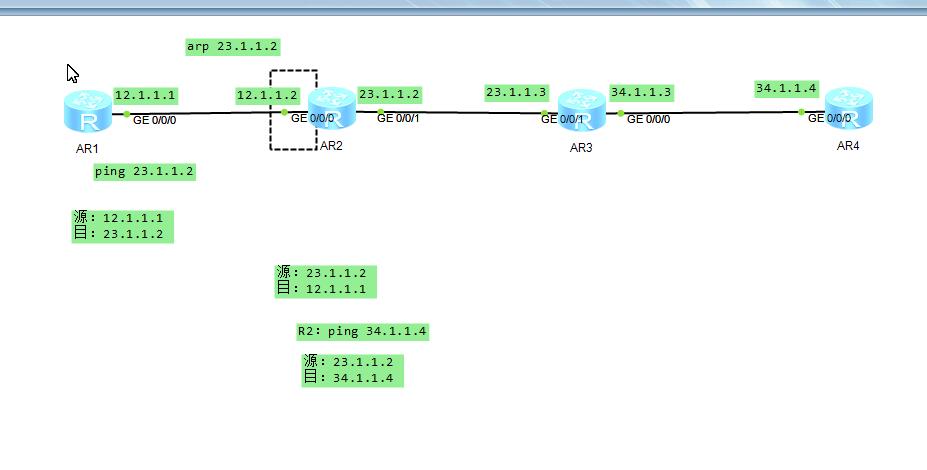 arp 23.1.1.2
12.1.1.1
12.1.1.2
23.1.1.2
23.1.1.3
34.1.1.3
34.1.1.4
R
GE 0/0/0
GE 0/0/0
R
GE 0/0/1
GE 0/0/1
R
GE 0/0/0
GE 0/0/0
R
AR1
AR2
AR3
AR4
ping 23.1.1.2
源: 12.1.1.1
目: 23.1.1.2
源: 23.1.1.2
目: 12.1.1.1
R2: ping 34.1.1.4
源: 23.1.1.2
目: 34.1.1.4